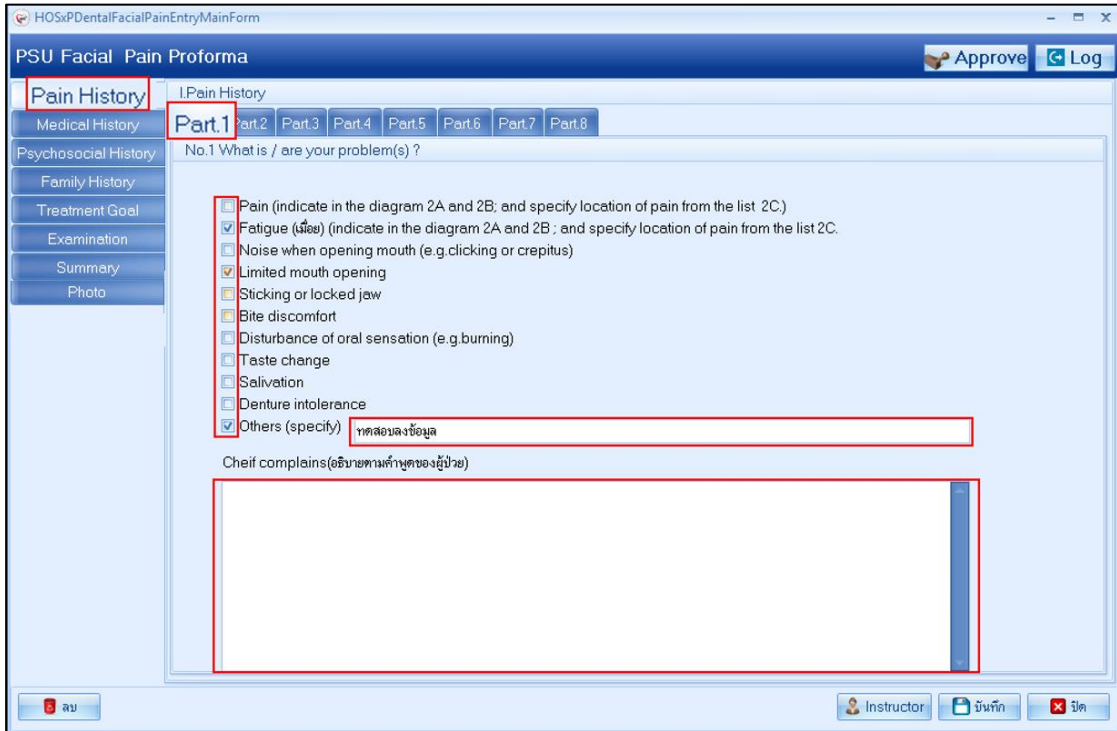 HOSxPDentalFacialPainEntryMainForm
PSU Facial Pain Proforma
Approve
Log
Pain History
Medical History
Psychosocial History
Family History
Treatment Goal
Examination
Summary
Photo
I.Pain History
Part.1 Part.2 Part.3 Part.4 Part.5 Part.6 Part.7 Part.8
No.1 What is / are your problem(s) ?
Pain (indicate in the diagram 2A and 2B; and specify location of pain from the list 2C.)
Fatigue (เมื่อย) (indicate in the diagram 2A and 2B ; and specify location of pain from the list 2C.
Noise when opening mouth (e.g.clicking or crepitus)
Limited mouth opening
Sticking or locked jaw
Bite discomfort
Disturbance of oral sensation (e.g.burning)
Taste change
Salivation
Denture intolerance
Others (specify) ทดสอบลงข้อมูล
Cheif complains(อธิบายตามคำพูดของผู้ป่วย)
ลบ
Instructor
บันทึก
ปิด